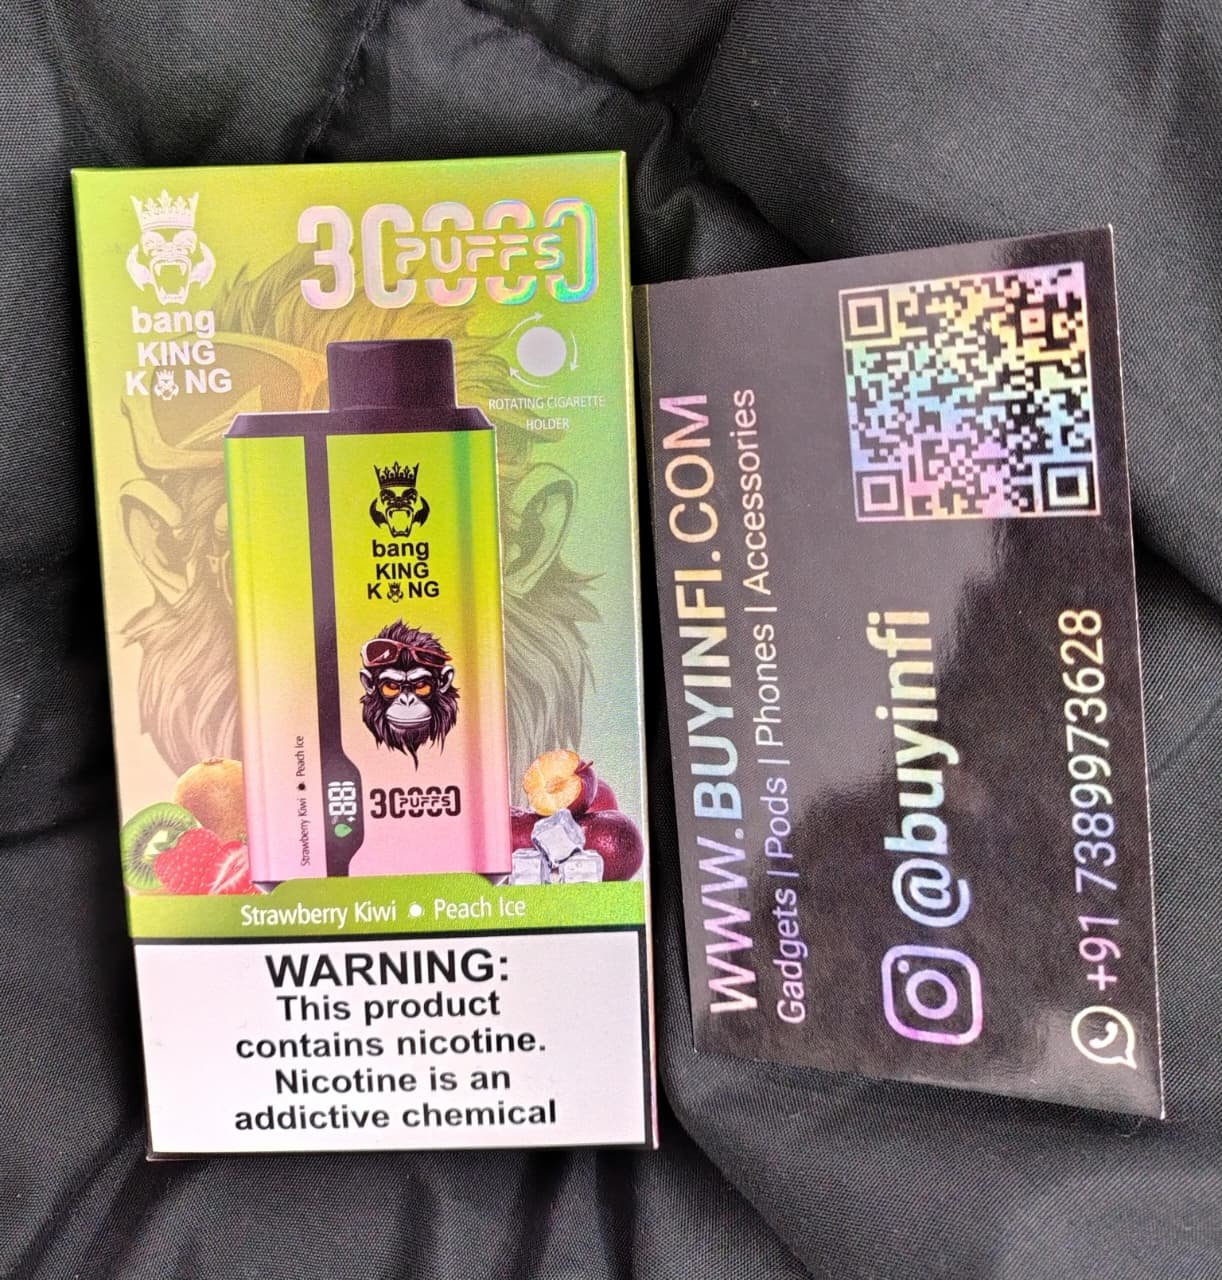 30000
PUFFS
bang
KING
KONG
ROTATING CIGARETTE
HOLDER
bang
KING
KONG
Strawberry Kiwi
Peach Ice
88%
30000
PUFFS
Strawberry Kiwi
Peach Ice
WARNING:
This product
contains nicotine.
Nicotine is an
addictive chemical
WWW.BUYINFI.COM
Gadgets | Pods | Phones | Accessories
@buyinfi
+91 7389973628